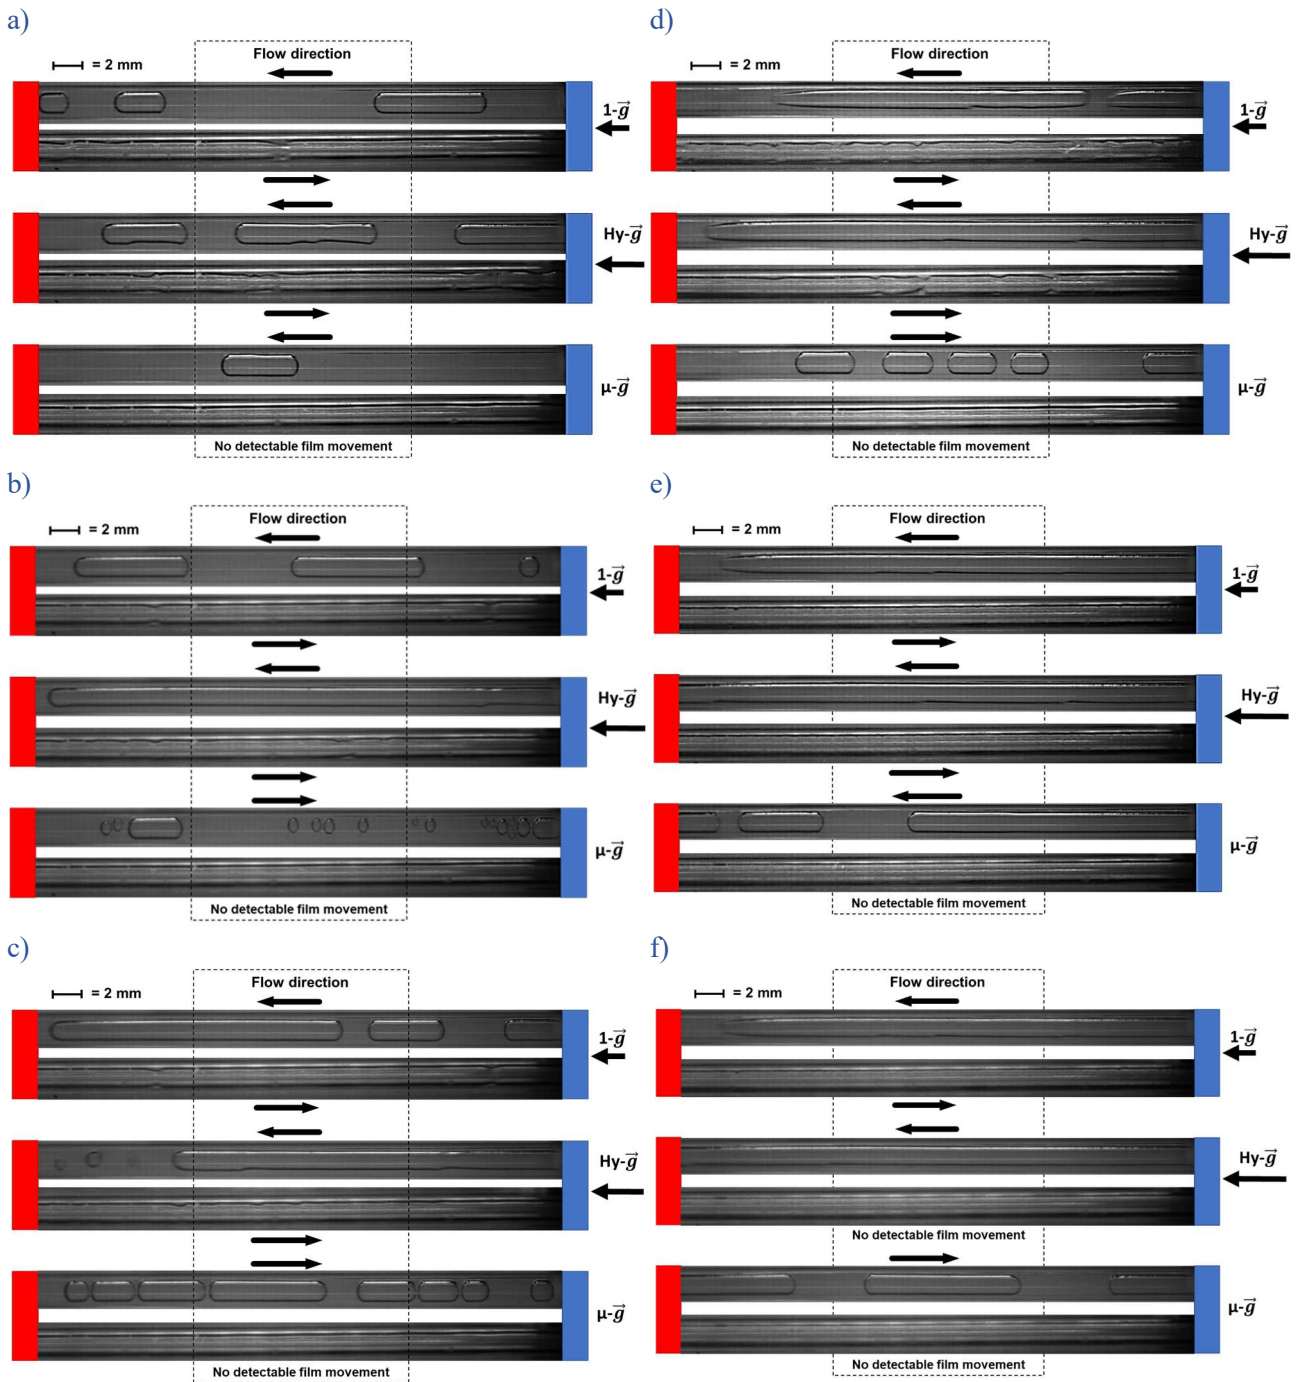 a)
Flow direction
= 2 mm
1-g⃗
Hy-g⃗
μ-g⃗
No detectable film movement
b)
Flow direction
= 2 mm
1-g⃗
Hy-g⃗
μ-g⃗
No detectable film movement
c)
Flow direction
= 2 mm
1-g⃗
Hy-g⃗
μ-g⃗
No detectable film movement
d)
Flow direction
= 2 mm
1-g⃗
Hy-g⃗
μ-g⃗
No detectable film movement
e)
Flow direction
= 2 mm
1-g⃗
Hy-g⃗
μ-g⃗
No detectable film movement
f)
Flow direction
= 2 mm
1-g⃗
Hy-g⃗
No detectable film movement
μ-g⃗
No detectable film movement